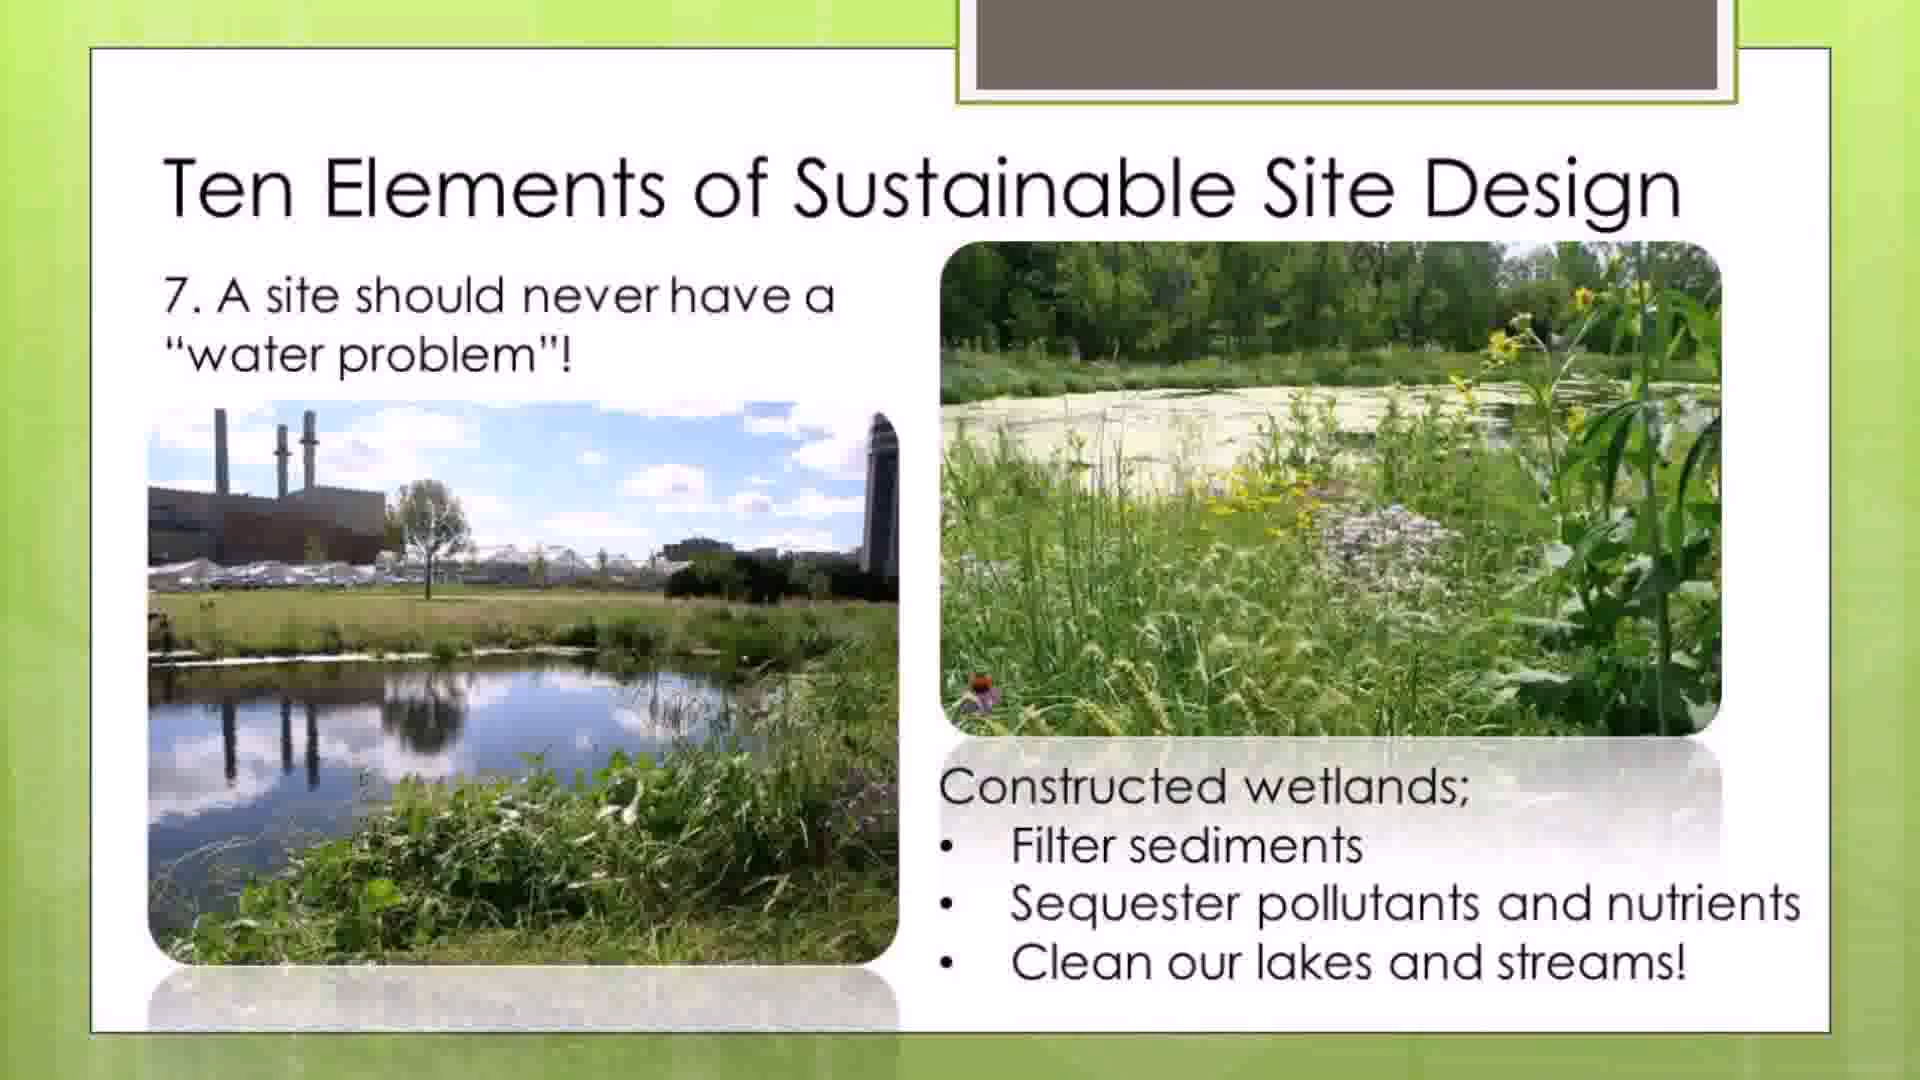 Ten Elements of Sustainable Site Design
7. A site should never have a
“water problem”!
Constructed wetlands;
• Filter sediments
• Sequester pollutants and nutrients
• Clean our lakes and streams!